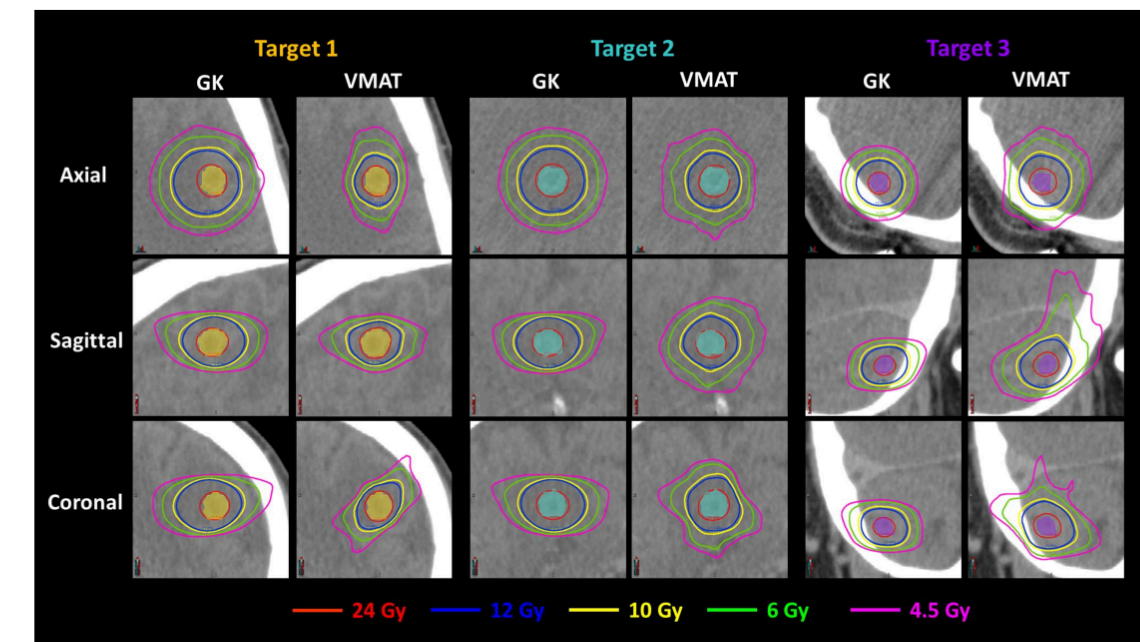 Target 1 Target 2 Target 3
GK VMAT GK VMAT GK VMAT
Axial
Sagittal
Coronal
24 Gy 12 Gy 10 Gy 6 Gy 4.5 Gy